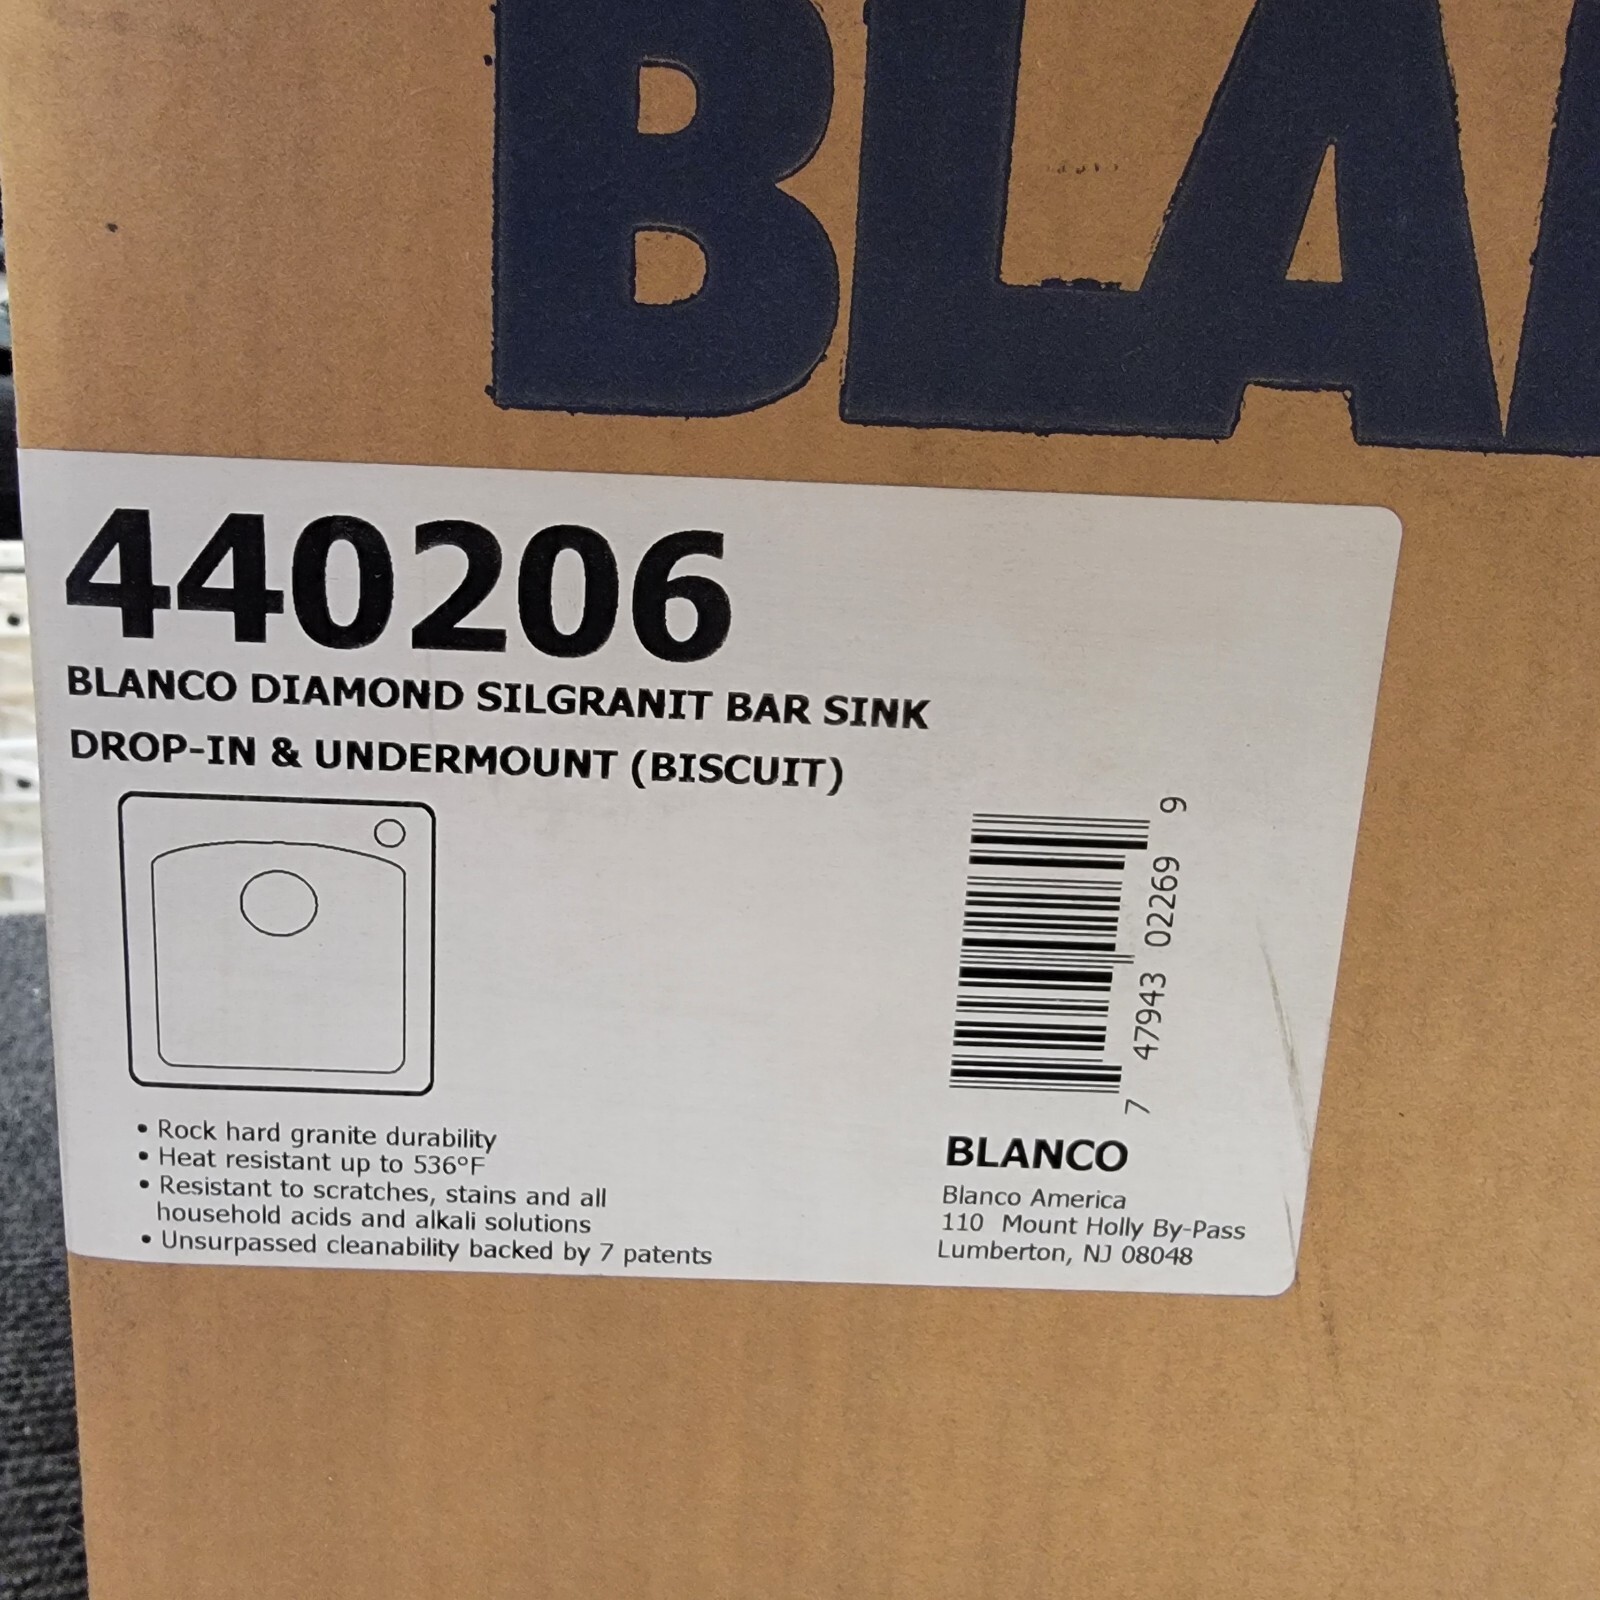 BLAN
440206
BLANCO DIAMOND SILGRANIT BAR SINK
DROP-IN & UNDERMOUNT (BISCUIT)
• Rock hard granite durability
• Heat resistant up to 536°F
• Resistant to scratches, stains and all
household acids and alkali solutions
• Unsurpassed cleanability backed by 7 patents
7 47943 02269 9
BLANCO
Blanco America
110 Mount Holly By-Pass
Lumberton, NJ 08048